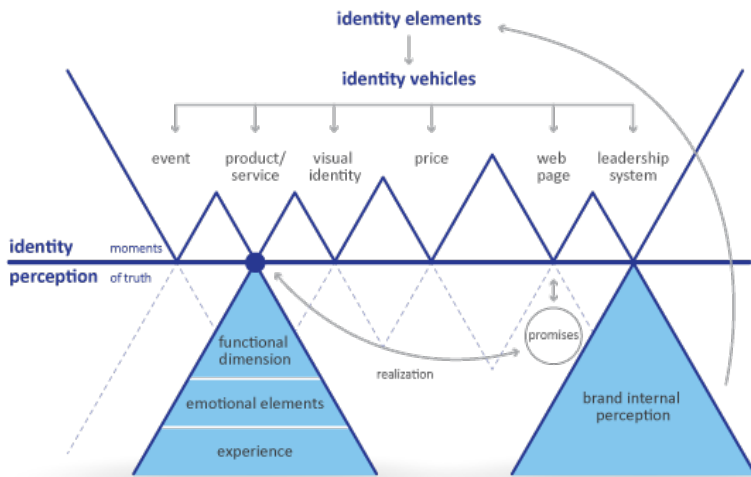 identity elements
identity vehicles
event
product/
service
visual
identity
price
web
page
leadership
system
identity
moments
perception
of truth
functional
dimension
promises
realization
emotional elements
brand internal
perception
experience